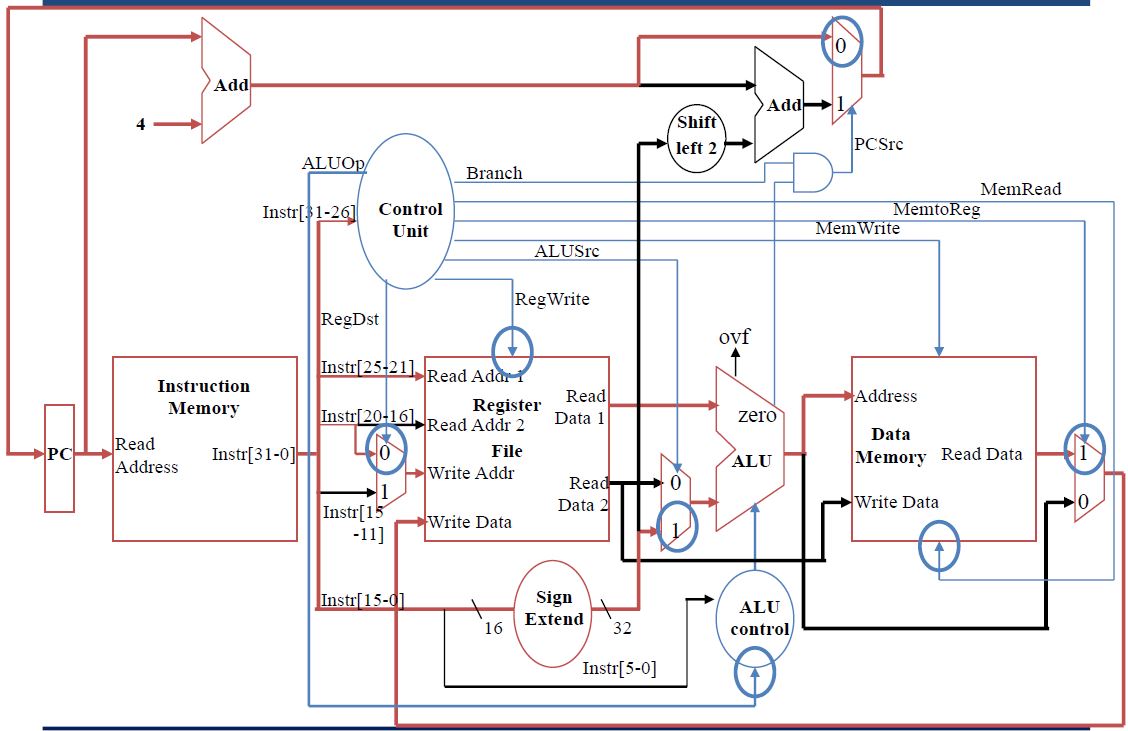 0
Add
Add
1
4
Shift
left 2
PCSrc
ALUOp
Branch
MemRead
Instr[31-26]
Control
Unit
MemtoReg
MemWrite
ALUSrc
RegWrite
RegDst
ovf
Instr[25-21]
Read Addr 1
Instruction
Memory
Register
File
Read
Data 1
zero
Address
Instr[20-16]
Read Addr 2
Data
Memory
PC
Read
Address
Instr[31-0]
0
Write Addr
ALU
Read Data
1
Read
Data 2
0
1
Instr[15
-11]
Write Data
1
Write Data
0
Instr[15-0]
16
Sign
Extend
32
ALU
control
Instr[5-0]